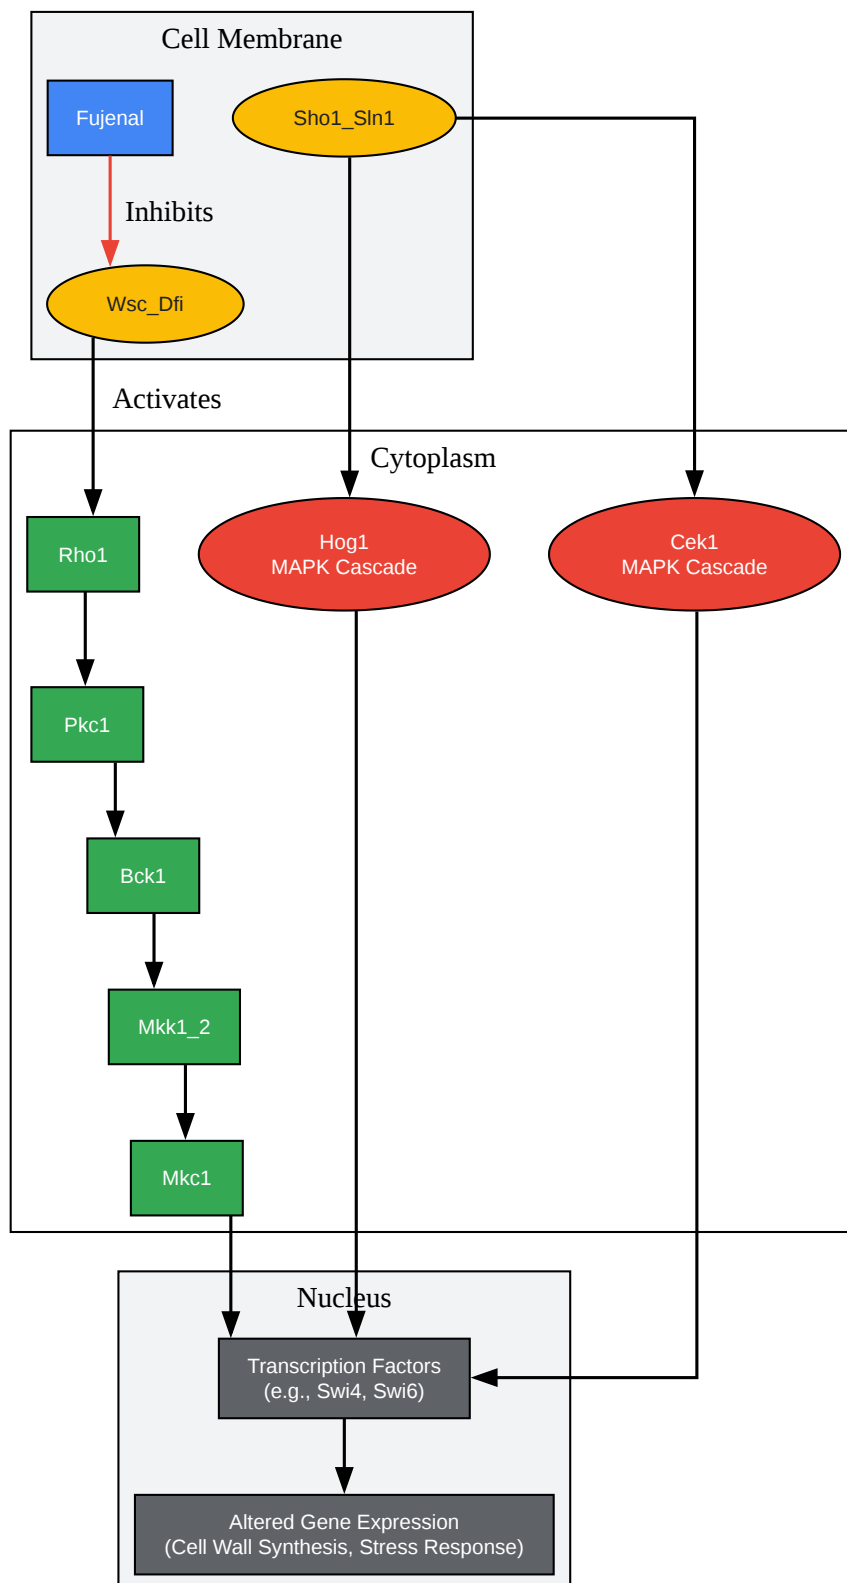 Cell Membrane
Fujenal
Sho1_Sln1
Inhibits
Wsc_Dfi
Activates
Cytoplasm
Rho1
Hog1
MAPK Cascade
Cek1
MAPK Cascade
Pkc1
Bck1
Mkk1_2
Mkc1
Nucleus
Transcription Factors
(e.g., Swi4, Swi6)
Altered Gene Expression
(Cell Wall Synthesis, Stress Response)